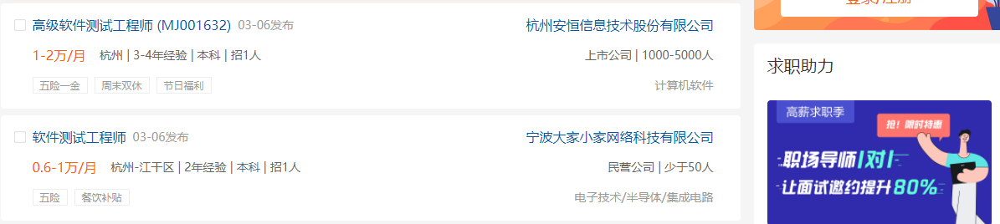 高级软件测试工程师 (MJ001632) 03-06发布 杭州安恒信息技术股份有限公司
1-2万/月 杭州 | 3-4年经验 | 本科 | 招1人 上市公司 | 1000-5000人
五险一金 周末双休 节日福利 计算机软件
软件测试工程师 03-06发布 宁波大家小家网络科技有限公司
0.6-1万/月 杭州-江干区 | 2年经验 | 本科 | 招1人 民营公司 | 少于50人
五险 餐饮补贴 电子技术/半导体/集成电路
登录/注册
求职助力
高薪求职季
抢！限时特惠
职场导师1对1
让面试邀约提升80%